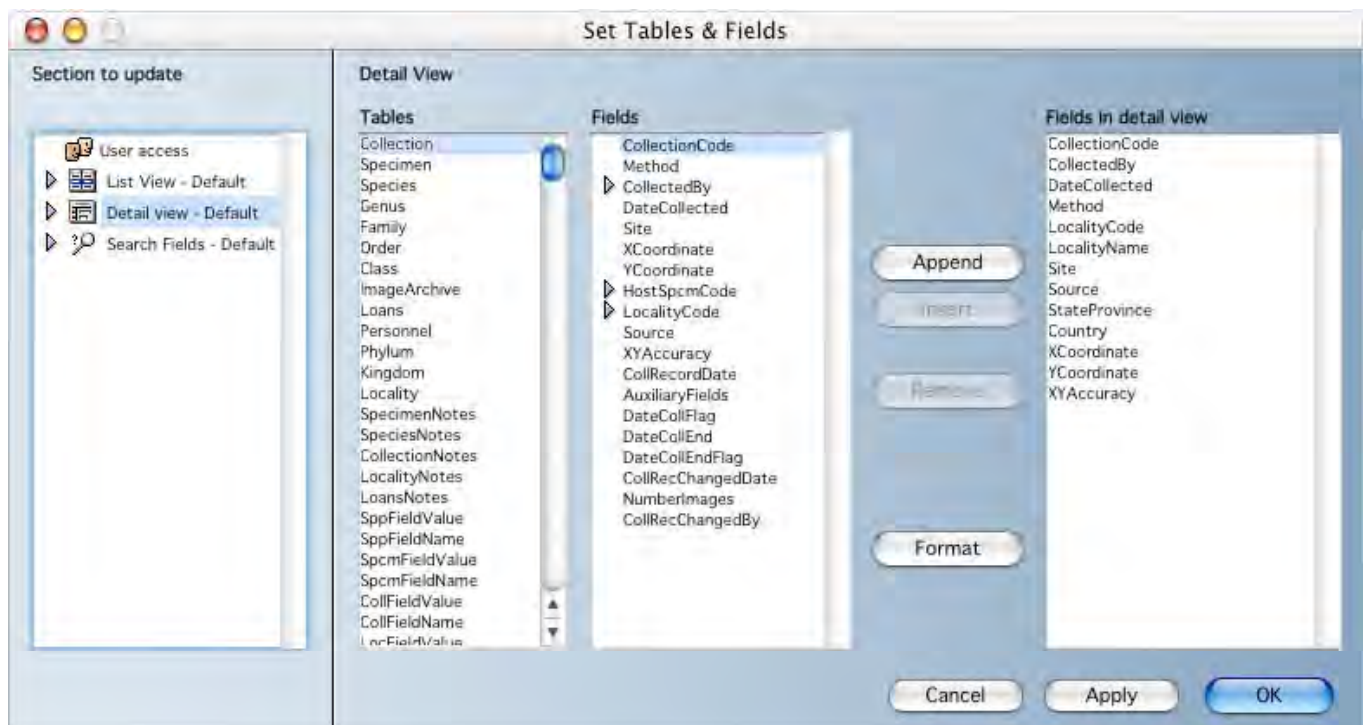 Set Tables & Fields
Section to update
User access
List View - Default
Detail view - Default
Search Fields - Default
Detail View
Tables
Collection
Specimen
Species
Genus
Family
Order
Class
ImageArchive
Loans
Personnel
Phylum
Kingdom
Locality
SpecimenNotes
SpeciesNotes
CollectionNotes
LocalityNotes
LoansNotes
SppFieldValue
SppFieldName
SpcmFieldValue
SpcmFieldName
CollFieldValue
CollFieldName
LocFieldValue
Fields
CollectionCode
Method
CollectedBy
DateCollected
Site
XCoordinate
YCoordinate
HostSpcmCode
LocalityCode
Source
XYAccuracy
CollRecordDate
AuxiliaryFields
DateCollFlag
DateCollEnd
DateCollEndFlag
CollRecChangedDate
NumberImages
CollRecChangedBy
Append
Insert
Remove
Format
Fields in detail view
CollectionCode
CollectedBy
DateCollected
Method
LocalityCode
LocalityName
Site
Source
StateProvince
Country
XCoordinate
YCoordinate
XYAccuracy
Cancel
Apply
OK